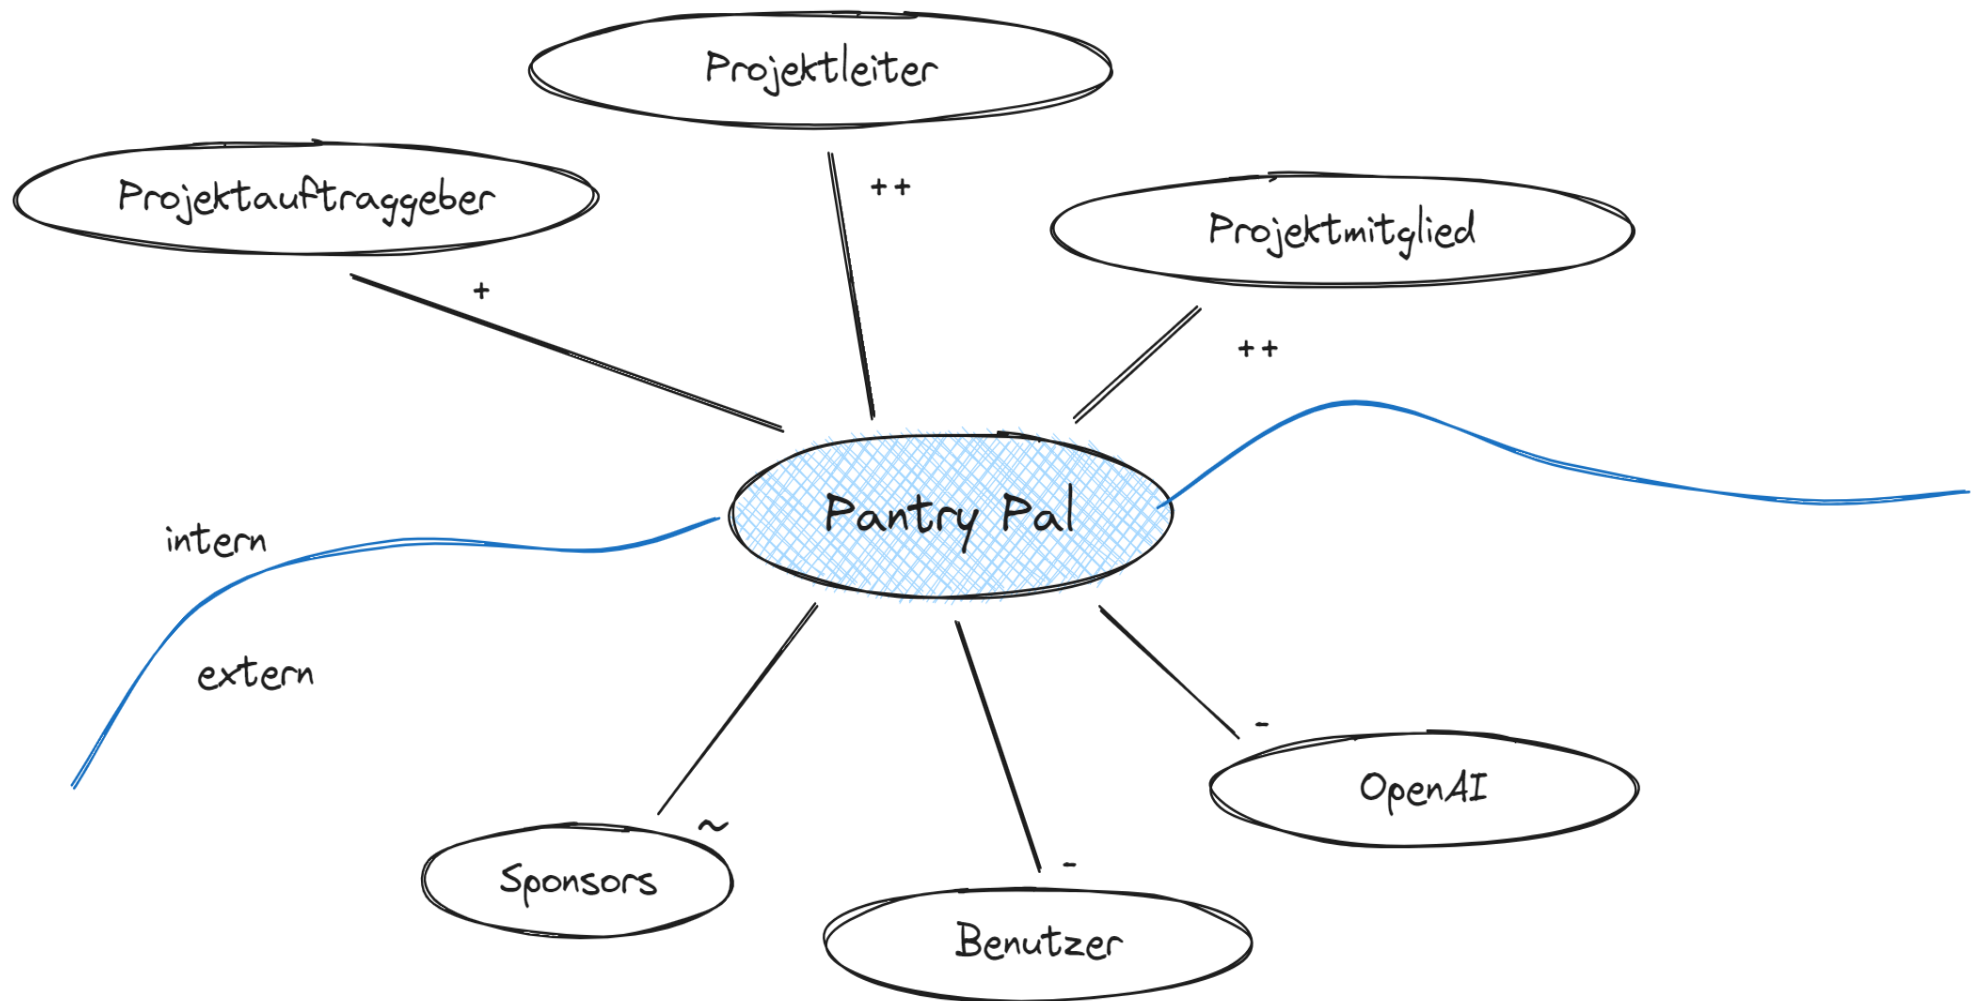 Projektleiter
Projektauftraggeber
++
Projektmitglied
+
++
Pantry Pal
intern
extern
-
OpenAI
~
Sponsors
-
Benutzer